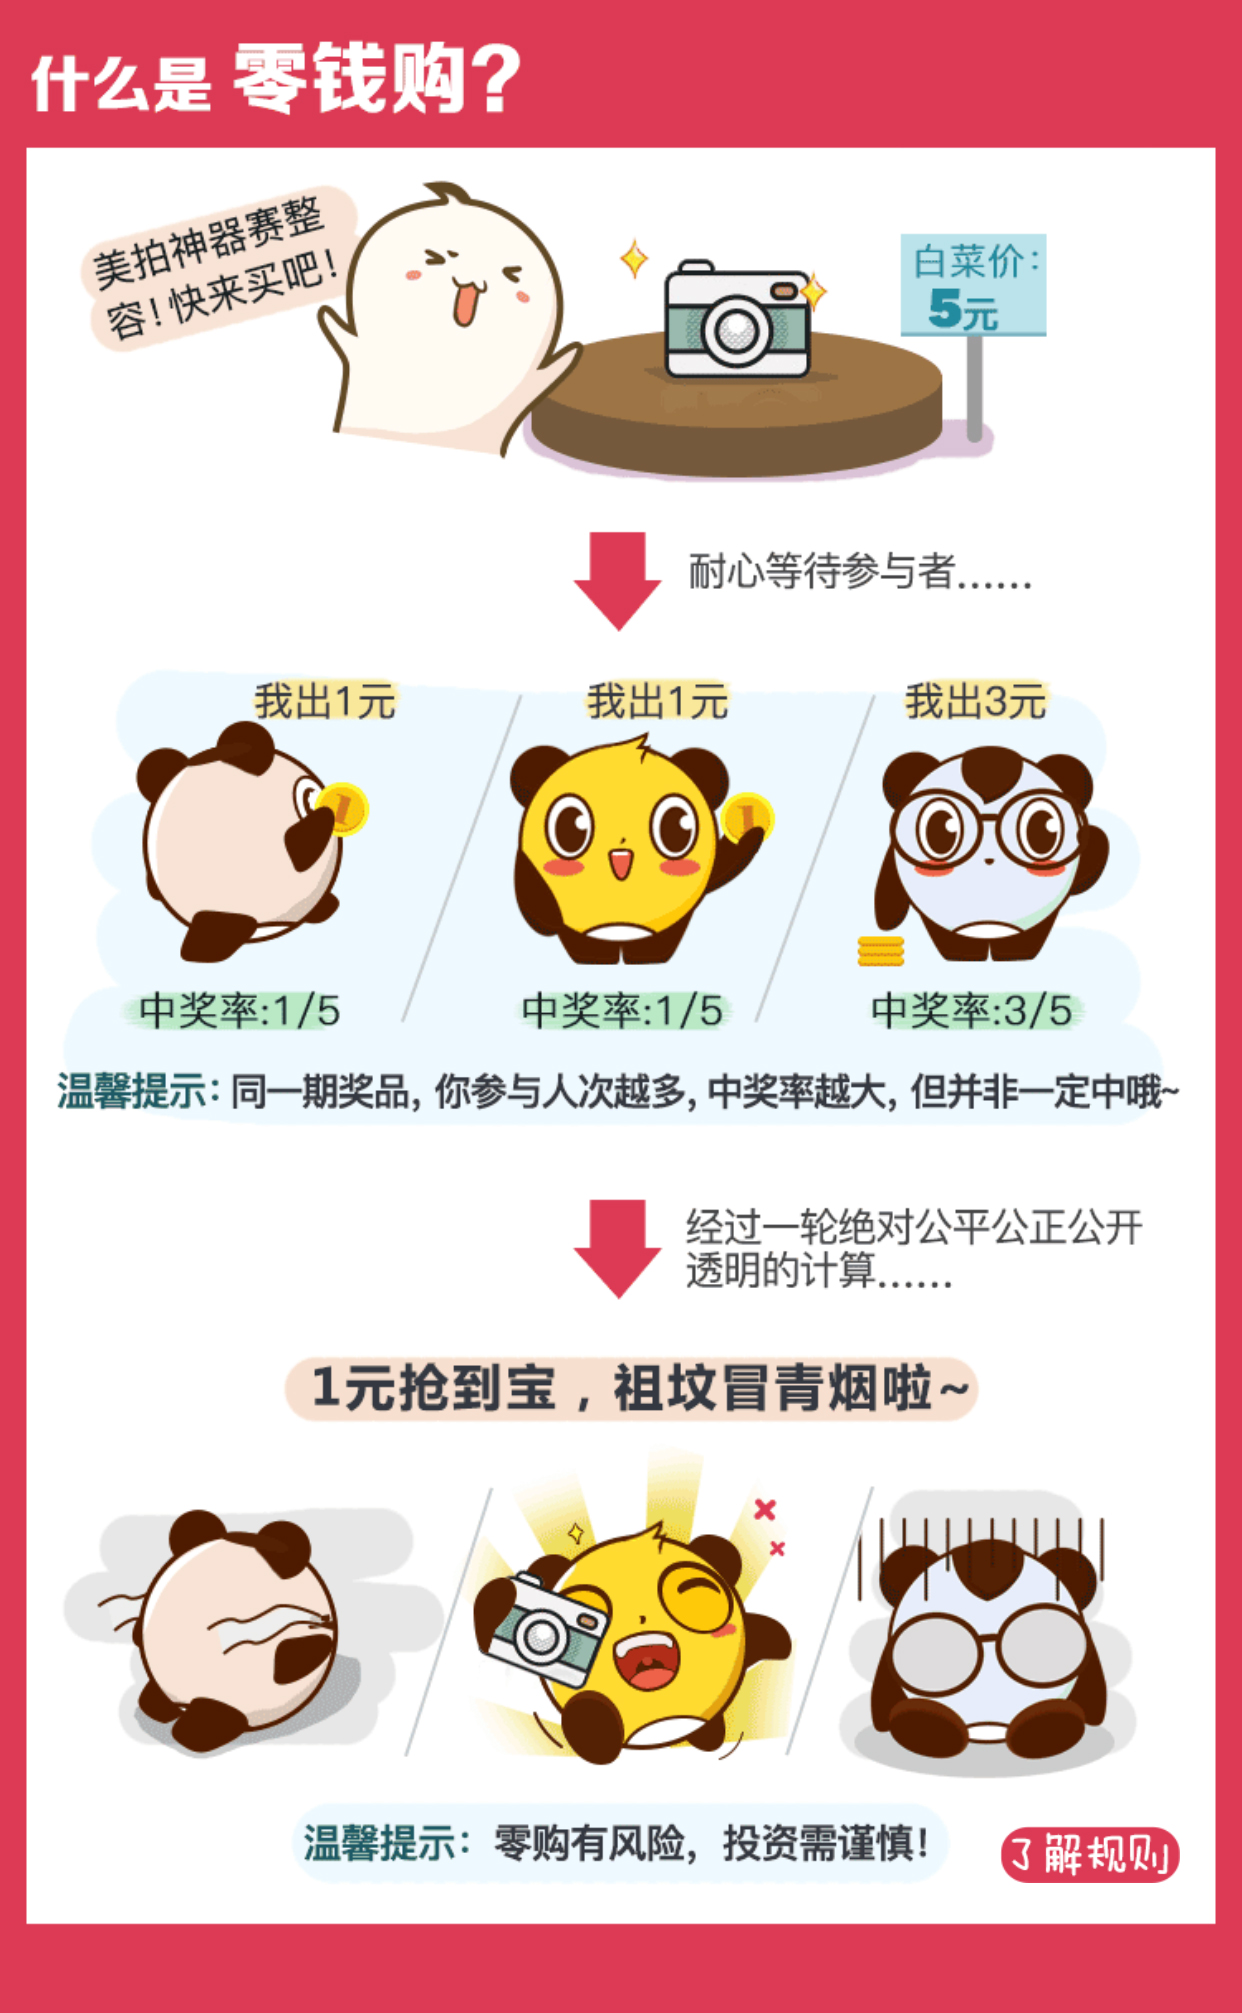 什么是 零钱购?
美拍神器赛整
容!快来买吧!
白菜价:
5元
耐心等待参与者......
我出1元
我出1元
我出3元
中奖率:1/5
中奖率:1/5
中奖率:3/5
温馨提示:同一期奖品,你参与人次越多,中奖率越大,但并非一定中哦~
经过一轮绝对公平公正公开
透明的计算......
1元抢到宝,祖坟冒青烟啦~
温馨提示:零购有风险,投资需谨慎!
了解规则